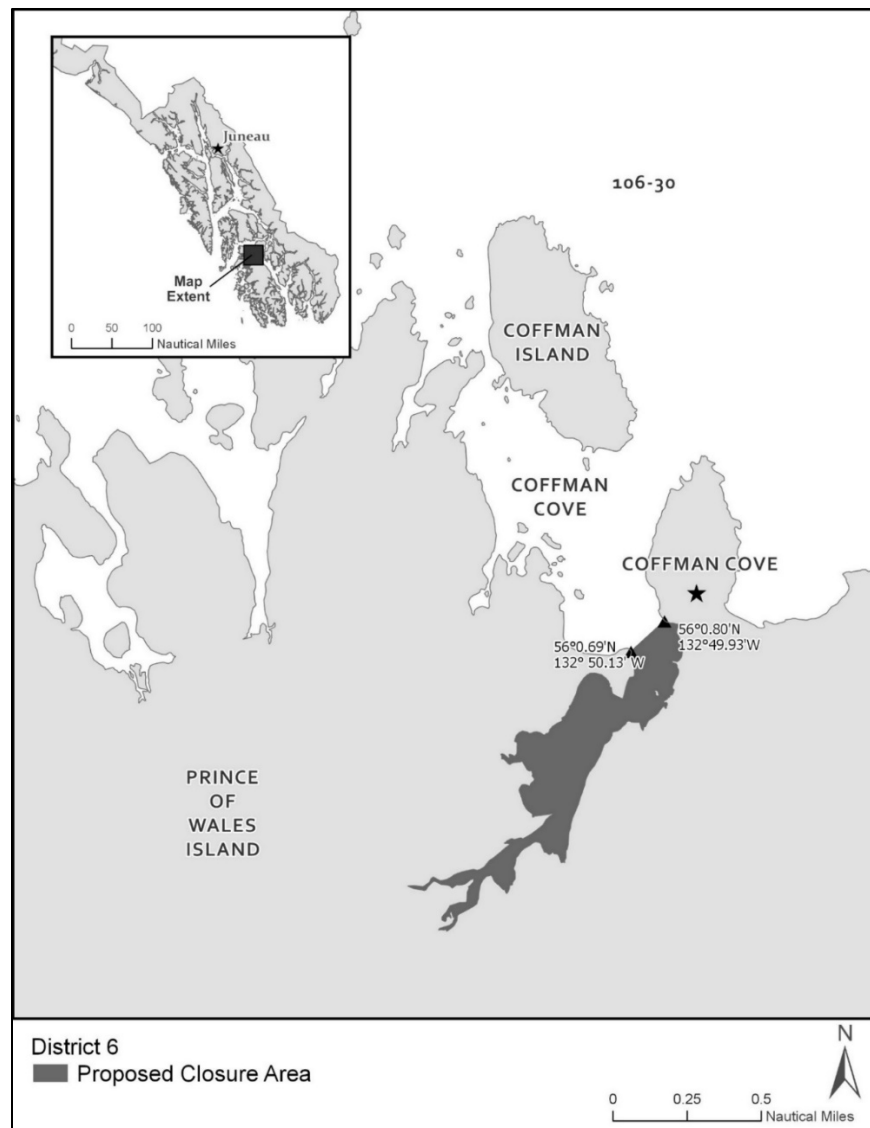 Juneau
Map
Extent
0 50 100
Nautical Miles
106-30
COFFMAN
ISLAND
COFFMAN
COVE
COFFMAN COVE
56°0.80'N
132°49.93'W
56°0.69'N
132° 50.13' W
PRINCE
OF
WALES
ISLAND
District 6
Proposed Closure Area
N
0 0.25 0.5
Nautical Miles